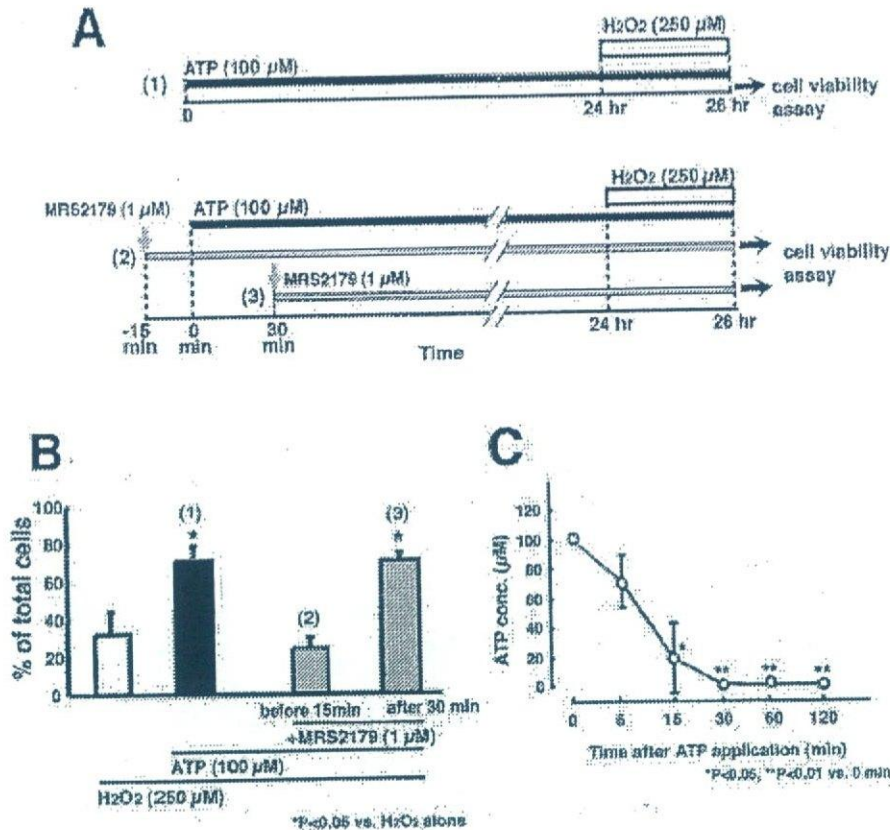 A
H2O2 (250 µM)
ATP (100 µM)
(1)
0
24 hr
26 hr
cell viability
assay
H2O2 (250 µM)
MRS2179 (1 µM)
ATP (100 µM)
(2)
cell viability
assay
MRS2179 (1 µM)
(3)
-15
min
0
min
30
min
Time
24 hr
26 hr
B
% of total cells
100
80
60
40
20
0
(1)
*
(2)
(3)
*
before 15min
after 30 min
+MRS2179 (1 µM)
ATP (100 µM)
H2O2 (250 µM)
*P<0.05 vs. H2O2 alone
C
ATP conc. (µM)
120
100
80
60
40
20
0
*
**
**
**
0
5
15
30
60
120
Time after ATP application (min)
*P<0.05, **P<0.01 vs. 0 min